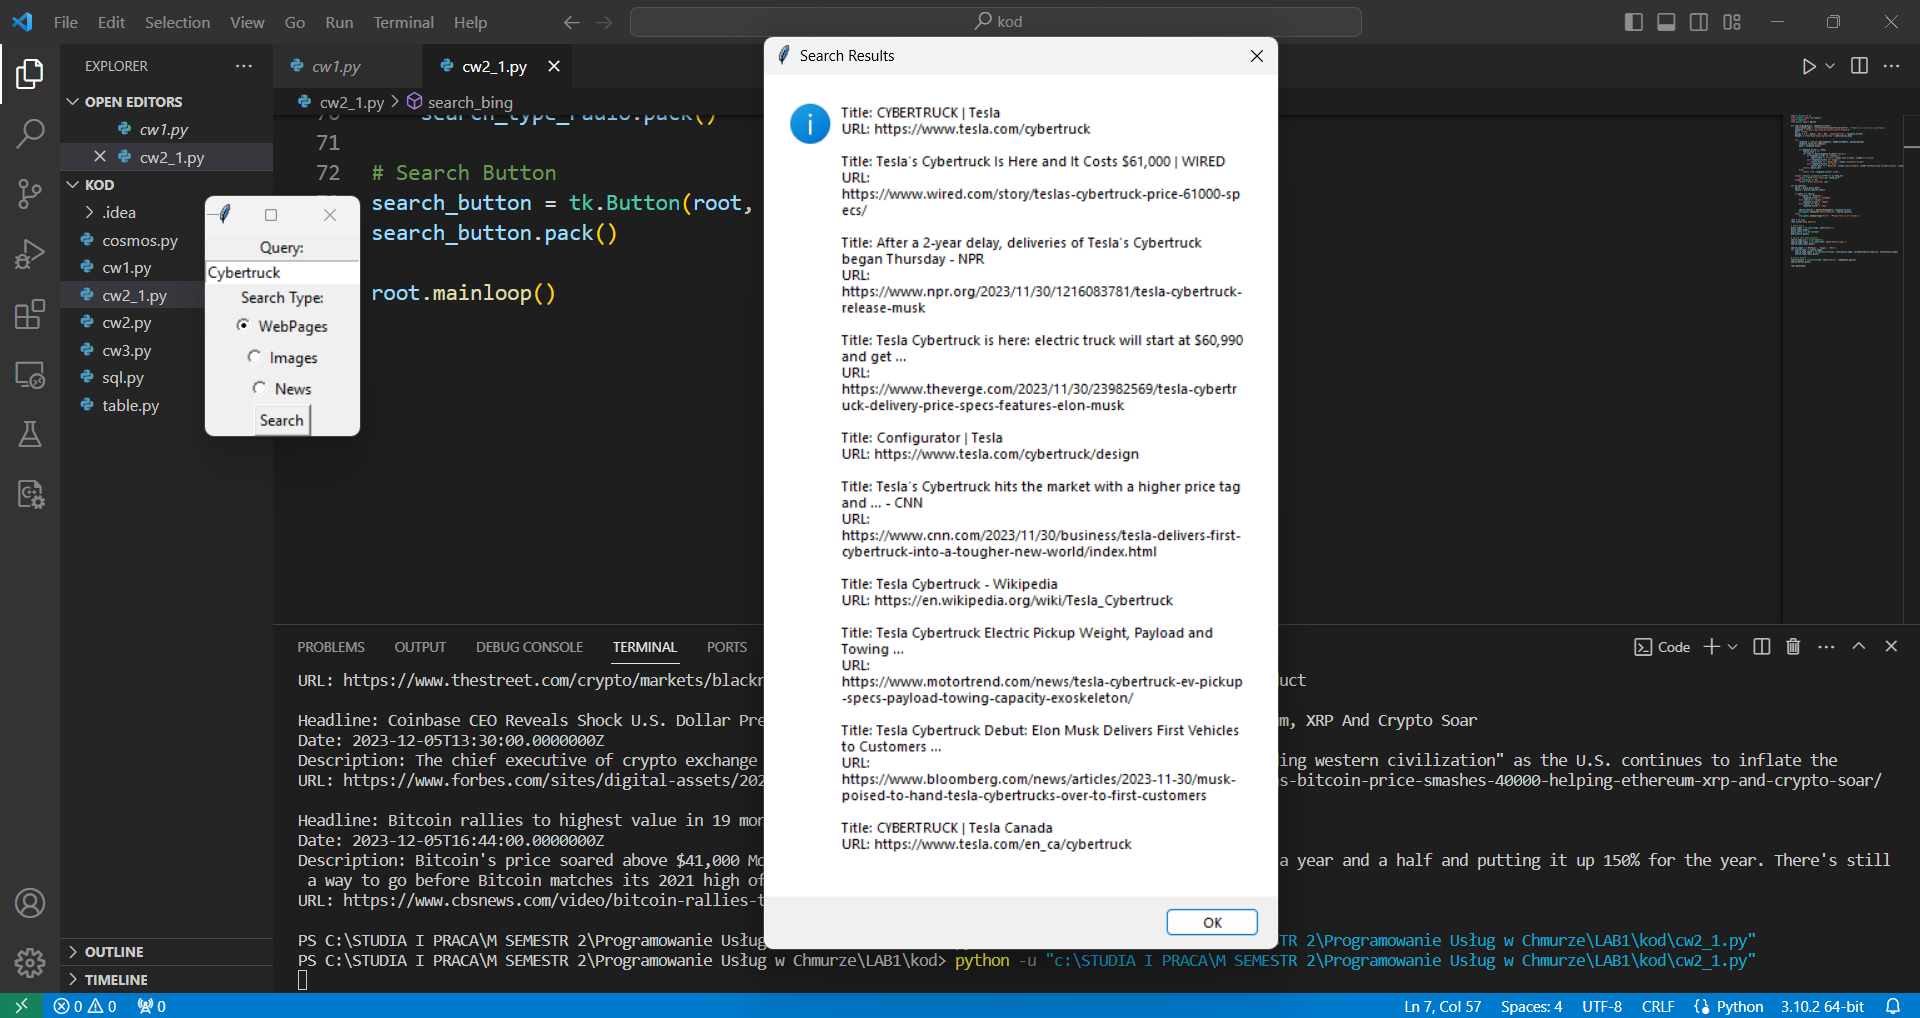 File Edit Selection View Go Run Terminal Help
kod
EXPLORER
OPEN EDITORS
cw1.py
cw2_1.py
KOD
.idea
cosmos.py
cw1.py
cw2_1.py
cw2.py
cw3.py
sql.py
table.py
OUTLINE
TIMELINE
cw1.py
cw2_1.py
cw2_1.py
search_bing
70 search_type_radio.pack()
71
72 # Search Button
search_button = tk.Button(root,
search_button.pack()
root.mainloop()
Query:
Cybertruck
Search Type:
WebPages
Images
News
Search
Search Results
Title: CYBERTRUCK | Tesla
URL: https://www.tesla.com/cybertruck
Title: Tesla's Cybertruck Is Here and It Costs $61,000 | WIRED
URL:
https://www.wired.com/story/teslas-cybertruck-price-61000-sp
ecs/
Title: After a 2-year delay, deliveries of Tesla's Cybertruck
began Thursday - NPR
URL:
https://www.npr.org/2023/11/30/1216083781/tesla-cybertruck-
release-musk
Title: Tesla Cybertruck is here: electric truck will start at $60,990
and get ...
URL:
https://www.theverge.com/2023/11/30/23982569/tesla-cybertr
uck-delivery-price-specs-features-elon-musk
Title: Configurator | Tesla
URL: https://www.tesla.com/cybertruck/design
Title: Tesla's Cybertruck hits the market with a higher price tag
and ... - CNN
URL:
https://www.cnn.com/2023/11/30/business/tesla-delivers-first-
cybertruck-into-a-tougher-new-world/index.html
Title: Tesla Cybertruck - Wikipedia
URL: https://en.wikipedia.org/wiki/Tesla_Cybertruck
Title: Tesla Cybertruck Electric Pickup Weight, Payload and
Towing ...
URL:
https://www.motortrend.com/news/tesla-cybertruck-ev-pickup
-specs-payload-towing-capacity-exoskeleton/
Title: Tesla Cybertruck Debut: Elon Musk Delivers First Vehicles
to Customers ...
URL:
https://www.bloomberg.com/news/articles/2023-11-30/musk-
poised-to-hand-tesla-cybertrucks-over-to-first-customers
Title: CYBERTRUCK | Tesla Canada
URL: https://www.tesla.com/en_ca/cybertruck
OK
PROBLEMS OUTPUT DEBUG CONSOLE TERMINAL PORTS
Code
URL: https://www.thestreet.com/crypto/markets/black uct
Headline: Coinbase CEO Reveals Shock U.S. Dollar Pre , XRP And Crypto Soar
Date: 2023-12-05T13:30:00.0000000Z
Description: The chief executive of crypto exchange ing western civilization" as the U.S. continues to inflate the
URL: https://www.forbes.com/sites/digital-assets/202 s-bitcoin-price-smashes-40000-helping-ethereum-xrp-and-crypto-soar/
Headline: Bitcoin rallies to highest value in 19 mo
Date: 2023-12-05T16:44:00.0000000Z
Description: Bitcoin's price soared above $41,000 Mo a year and a half and putting it up 150% for the year. There's still
a way to go before Bitcoin matches its 2021 high of
URL: https://www.cbsnews.com/video/bitcoin-rallies-t
PS C:\STUDIA I PRACA\M SEMESTR 2\Programowanie Usług TR 2\Programowanie Usług w Chmurze\LAB1\kod\cw2_1.py"
PS C:\STUDIA I PRACA\M SEMESTR 2\Programowanie Usług w Chmurze\LAB1\kod> python -u "c:\STUDIA I PRACA\M SEMESTR 2\Programowanie Usług w Chmurze\LAB1\kod\cw2_1.py"
0 0 0
Ln 7, Col 57 Spaces: 4 UTF-8 CRLF Python 3.10.2 64-bit